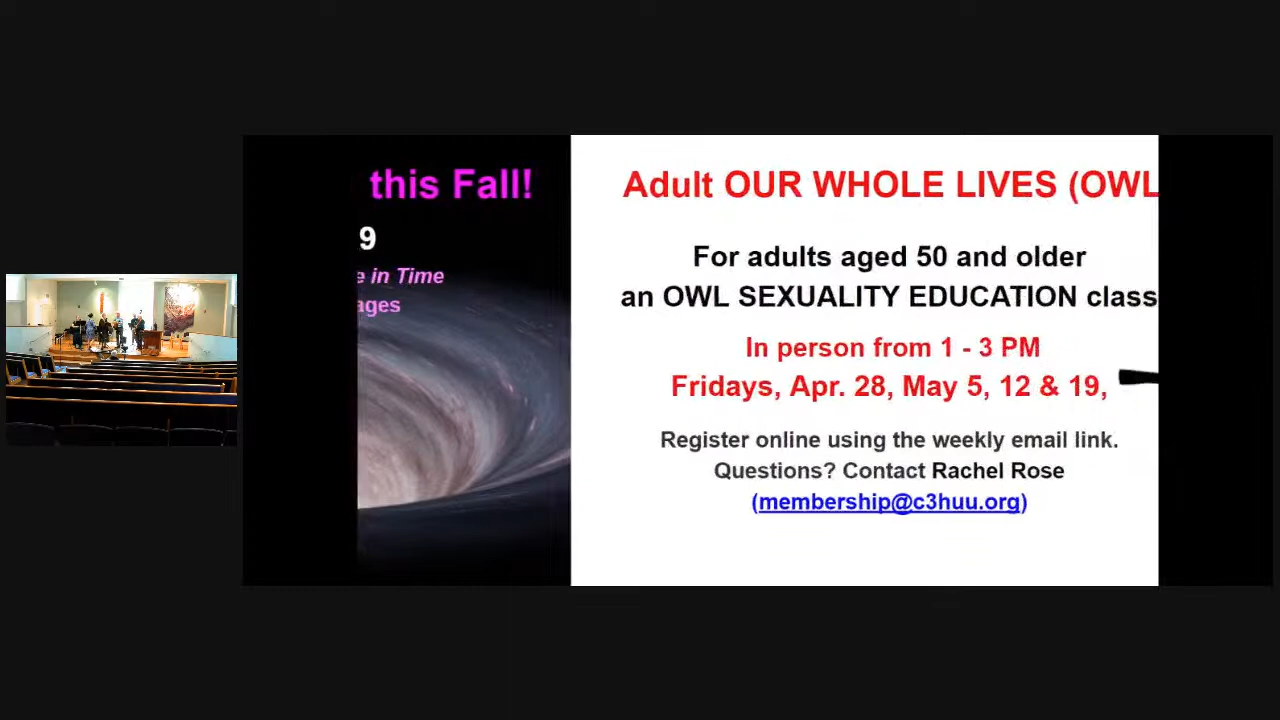 this Fall!
9
e in Time
ages
Adult OUR WHOLE LIVES (OWL
For adults aged 50 and older
an OWL SEXUALITY EDUCATION class
In person from 1 - 3 PM
Fridays, Apr. 28, May 5, 12 & 19,
Register online using the weekly email link.
Questions? Contact Rachel Rose
(membership@c3huu.org)